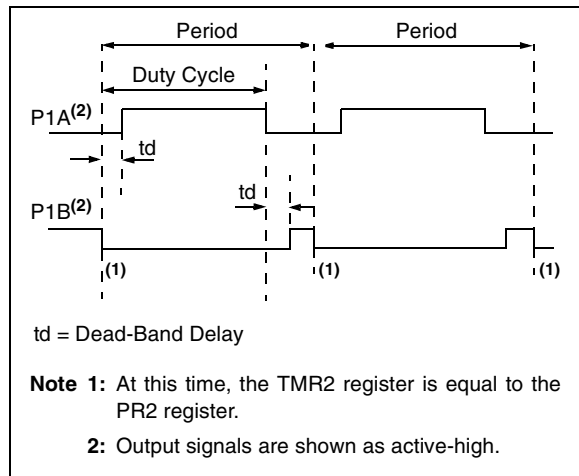 Period Period
Duty Cycle
P1A(2)
td
td
P1B(2)
(1) (1) (1)
td = Dead-Band Delay
Note 1: At this time, the TMR2 register is equal to the
PR2 register.
2: Output signals are shown as active-high.